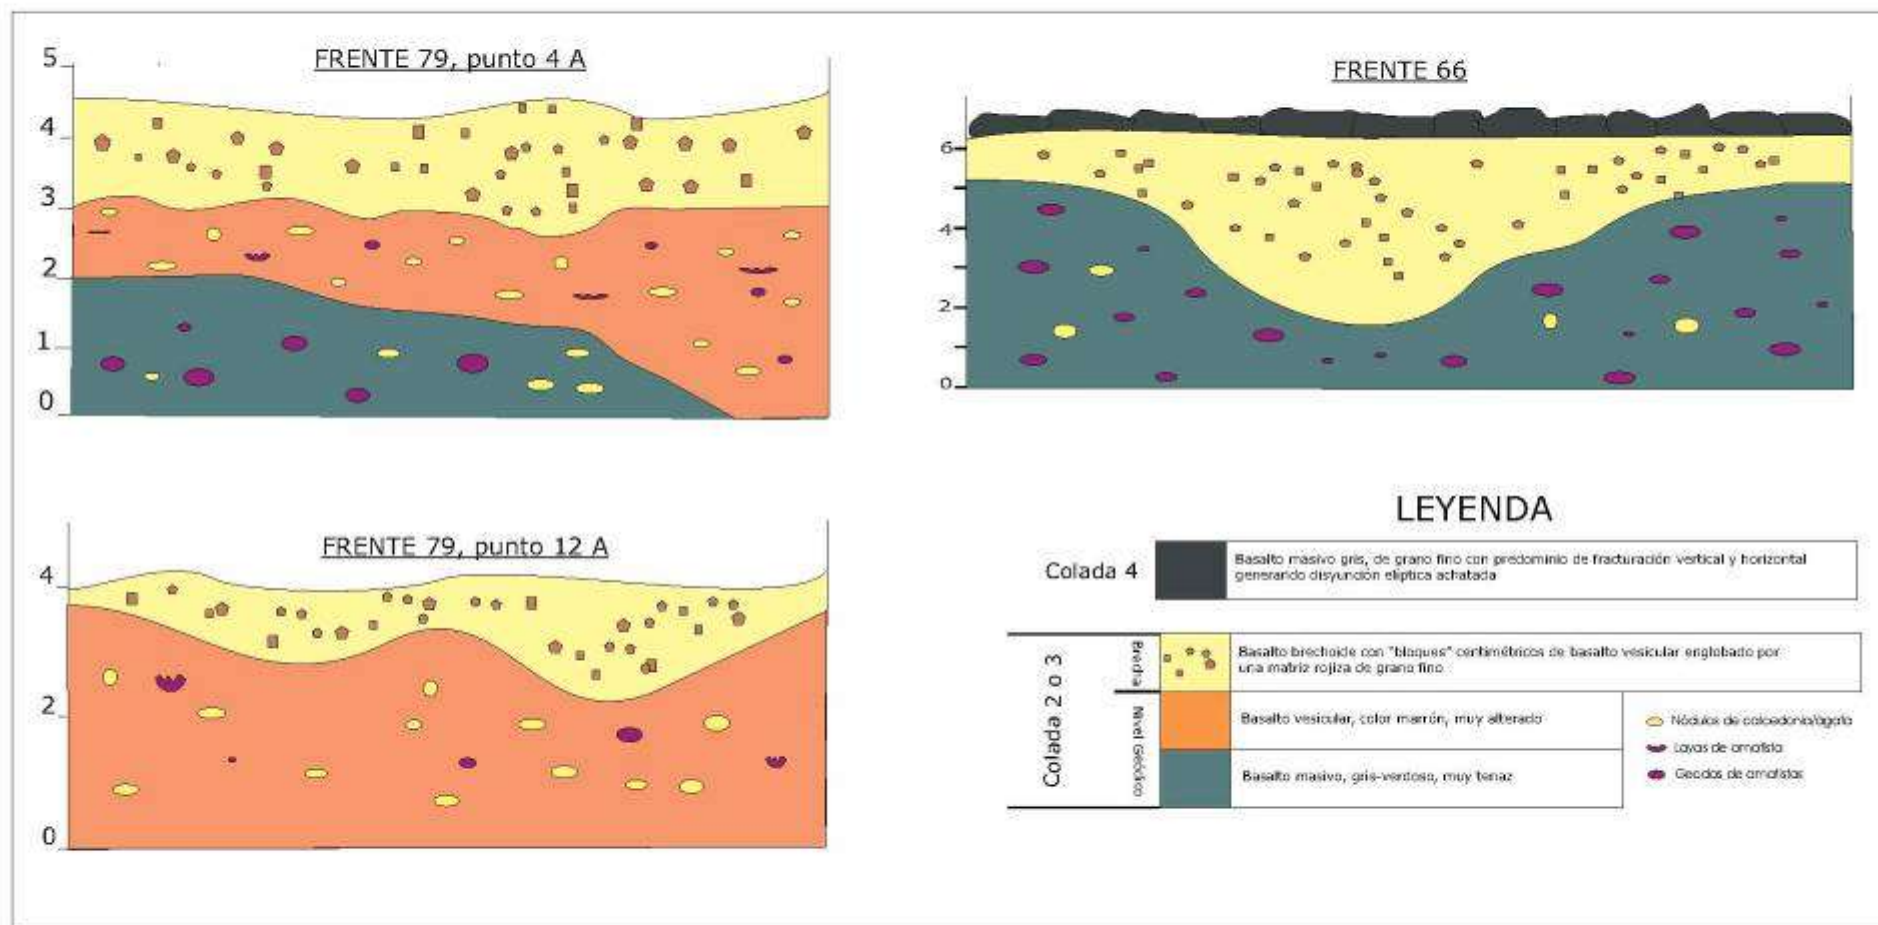 FRENTE 79, punto 4 A
5
4
3
2
1
0
FRENTE 66
6
4
2
0
FRENTE 79, punto 12 A
4
2
0
LEYENDA
Colada 4
Basalto masivo gris, de grano fino con predominio de fracturación vertical y horizontal
generando disyunción elíptica achatada
Colada 2 o 3
Brecha
Basalto brechoide con "bloques" centimétricos de basalto vesicular englobado por
una matriz rojiza de grano fino
Nivel Geódico
Basalto vesicular, color marrón, muy alterado
Basalto masivo, gris-verdoso, muy tenaz
Nódulos de calcedonia/ágata
Layas de amatista
Geodas de amatistas